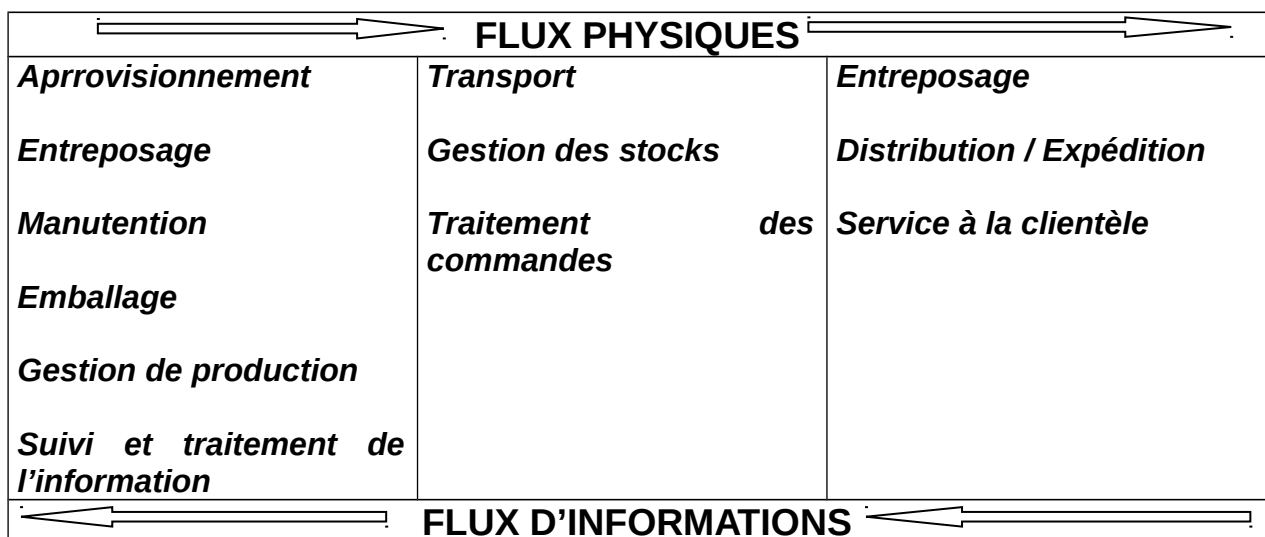 FLUX PHYSIQUES
Aprrovisionnement
Entreposage
Manutention
Emballage
Gestion de production
Suivi et traitement de
l’information
Transport
Gestion des stocks
Traitement des
commandes
Entreposage
Distribution / Expédition
Service à la clientèle
FLUX D’INFORMATIONS